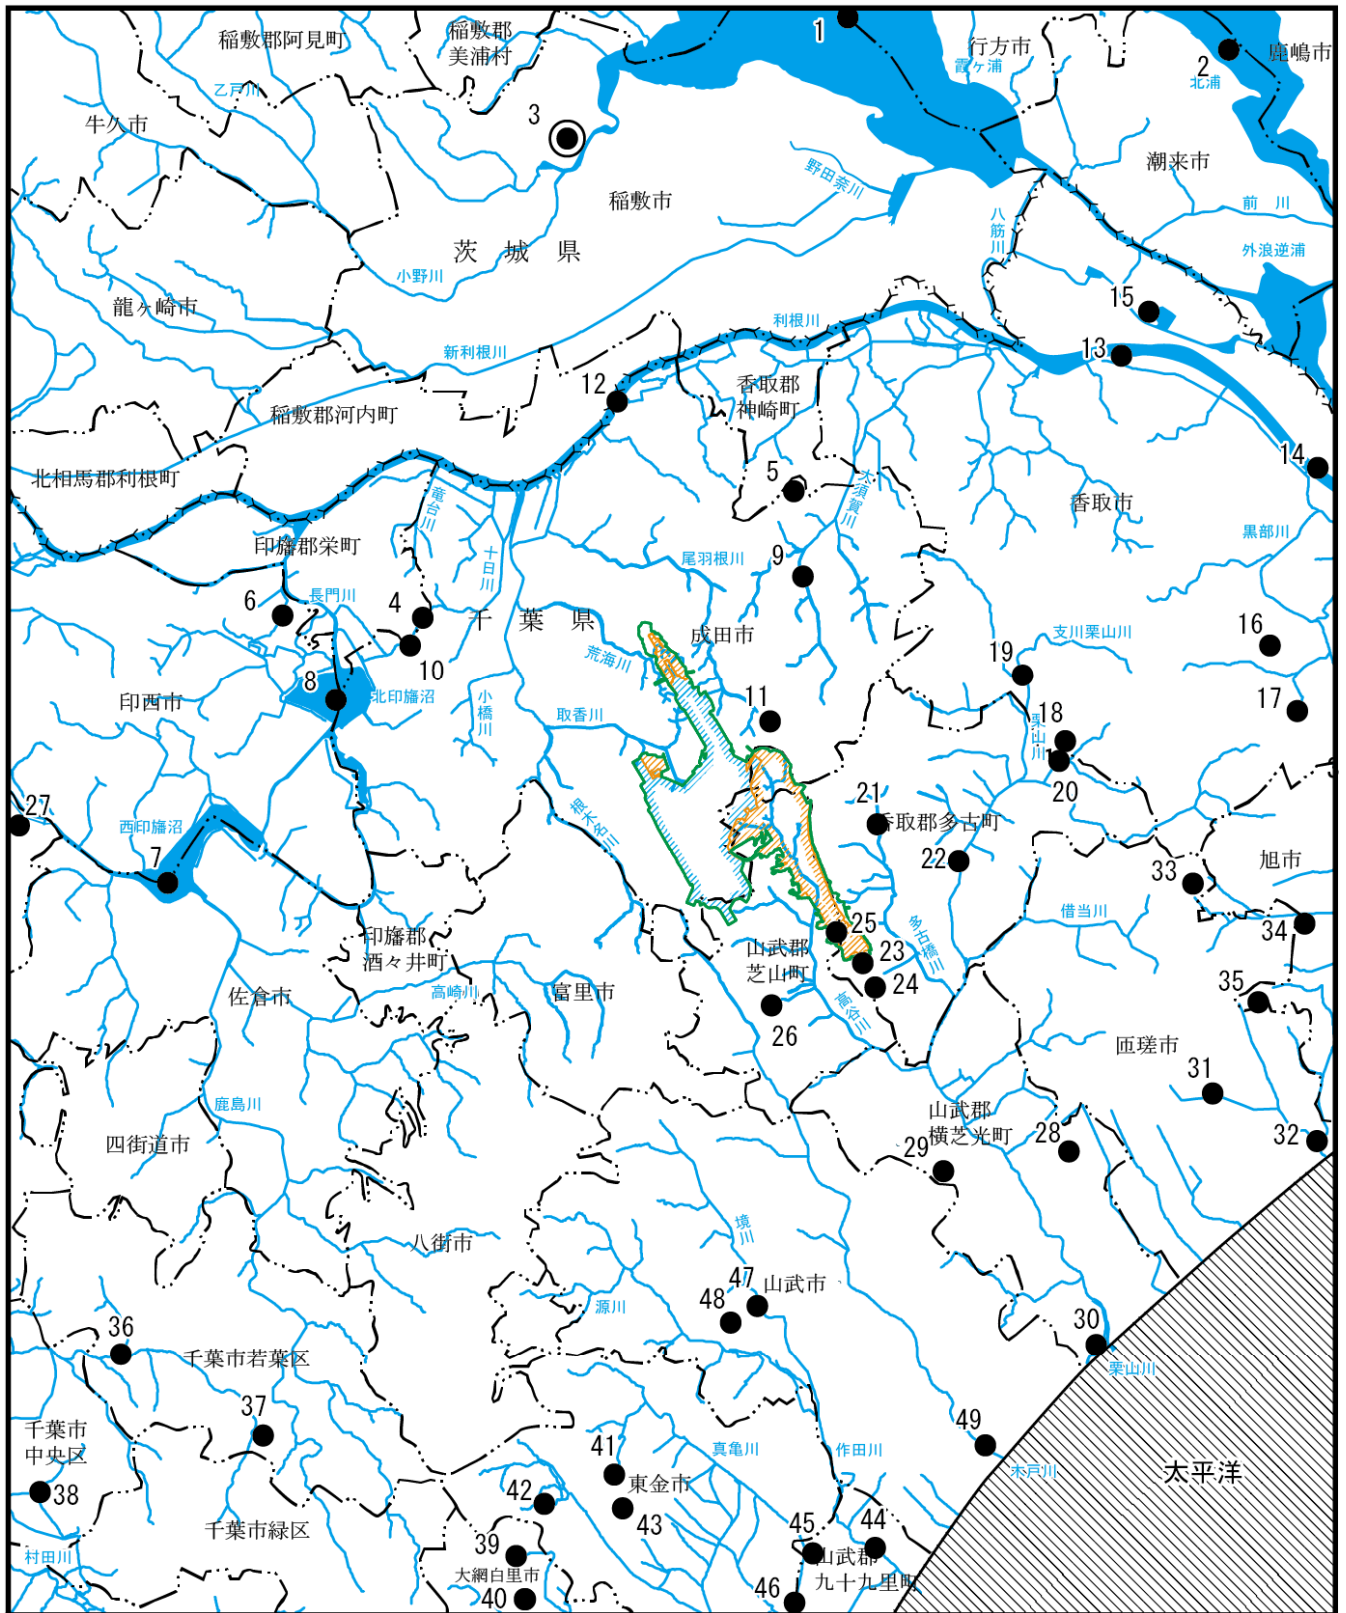 稲敷郡阿見町
稲敷郡
美浦村
1
行方市
霞ヶ浦
2
鹿嶋市
北浦
乙戸川
牛久市
3
稲敷市
野田奈川
潮来市
八筋川
前 川
外浪逆浦
茨 城 県
小野川
龍ヶ崎市
15
利根川
新利根川
13
12
香取郡
神崎町
稲敷郡河内町
14
北相馬郡利根町
5
大須賀川
香取市
竜台川
黒部川
印旛郡栄町
十日川
尾羽根川
9
長門川
6
4
千 葉 県
成田市
支川栗山川
16
10
荒海川
19
8
北印旛沼
印西市
小橋川
取香川
11
栗山川
18
17
20
27
根木名川
21
香取郡多古町
西印旛沼
7
22
33
旭市
借当川
34
印旛郡
酒々井町
25
多古橋川
山武郡
芝山町
23
24
35
佐倉市
高崎川
富里市
高谷川
26
匝瑳市
31
鹿島川
山武郡
横芝光町
28
四街道市
29
32
境川
八街市
47
山武市
48
源川
30
36
千葉市若葉区
栗山川
37
千葉市
中央区
41
真亀川
作田川
49
木戸川
太平洋
38
42
東金市
43
千葉市緑区
45
44
村田川
39
大網白里市
山武郡
九十九里町
40
46